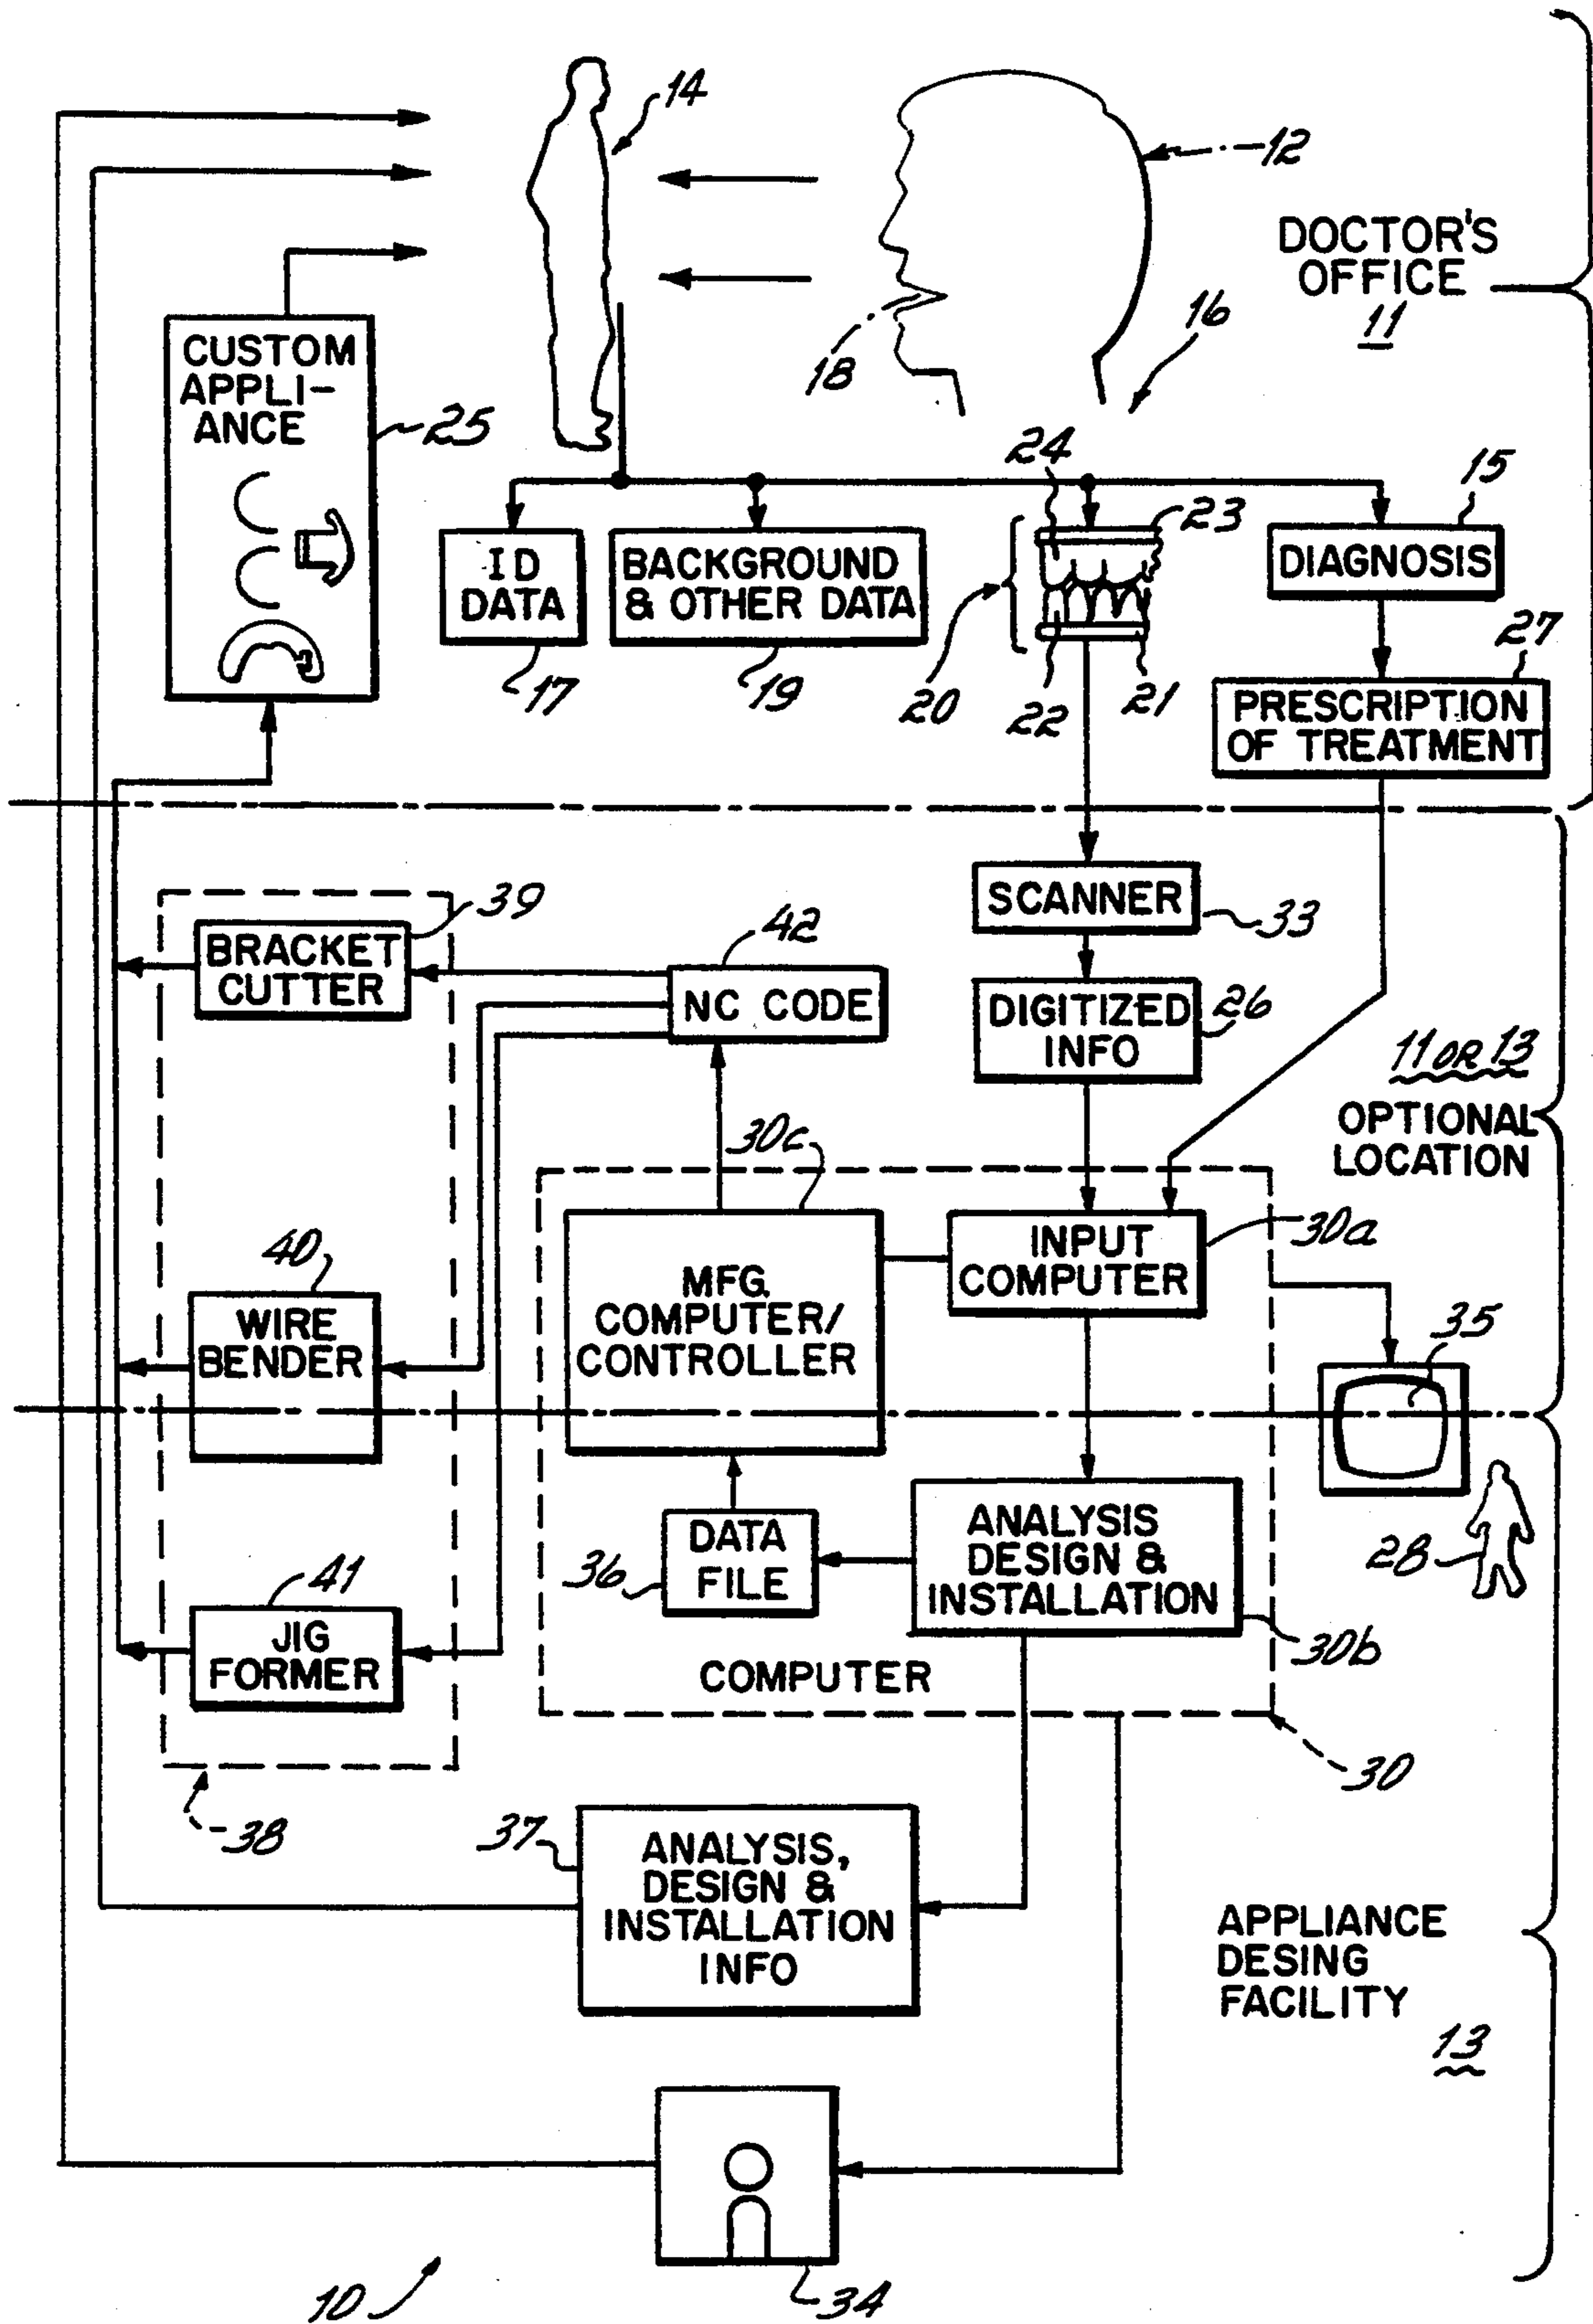 14
12
DOCTOR'S
OFFICE
11
16
18
CUSTOM
APPLI-
ANCE
25
24
23
15
ID
DATA
BACKGROUND
& OTHER DATA
20
DIAGNOSIS
17
19
22
21
27
PRESCRIPTION
OF TREATMENT
39
BRACKET
CUTTER
42
NC CODE
SCANNER
33
DIGITIZED
INFO
26
11 OR 13
OPTIONAL
LOCATION
30c
40
WIRE
BENDER
MFG.
COMPUTER/
CONTROLLER
INPUT
COMPUTER
30a
35
41
JIG
FORMER
36
DATA
FILE
ANALYSIS
DESIGN &
INSTALLATION
28
30b
COMPUTER
30
38
37
ANALYSIS,
DESIGN &
INSTALLATION
INFO
APPLIANCE
DESING
FACILITY
13
10
34